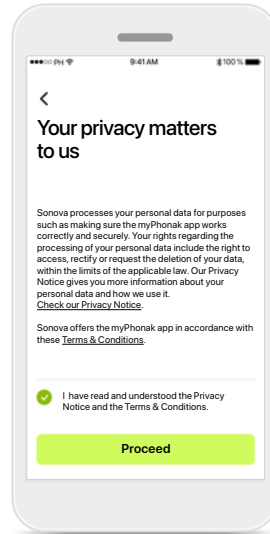 PH 9:41 AM 100 %
Your privacy matters
to us
Sonova processes your personal data for purposes
such as making sure the myPhonak app works
correctly and securely. Your rights regarding the
processing of your personal data include the right to
access, rectify or request the deletion of your data,
within the limits of the applicable law. Our Privacy
Notice gives you more information about your
personal data and how we use it.
Check our Privacy Notice.
Sonova offers the myPhonak app in accordance with
these Terms & Conditions.
I have read and understood the Privacy
Notice and the Terms & Conditions.
Proceed